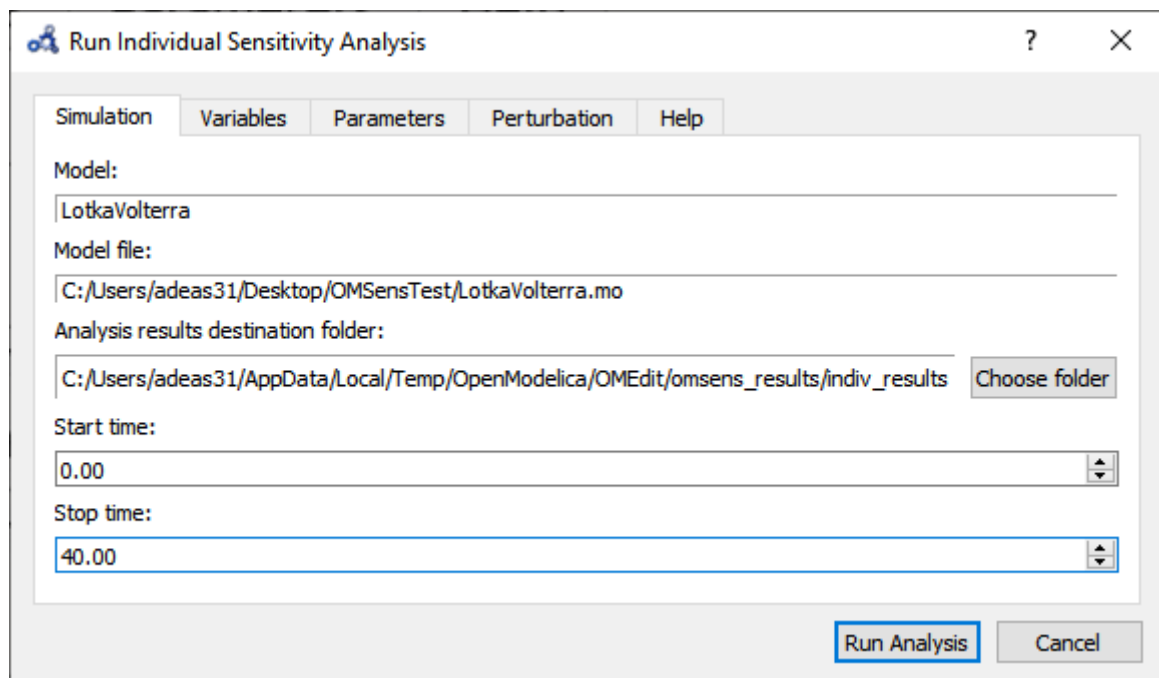 Run Individual Sensitivity Analysis ?
Simulation Variables Parameters Perturbation Help
Model:
LotkaVolterra
Model file:
C:/Users/adeas31/Desktop/OMSensTest/LotkaVolterra.mo
Analysis results destination folder:
C:/Users/adeas31/AppData/Local/Temp/OpenModelica/OMEdit/omsens_results/indiv_results Choose folder
Start time:
0.00
Stop time:
40.00
Run Analysis Cancel